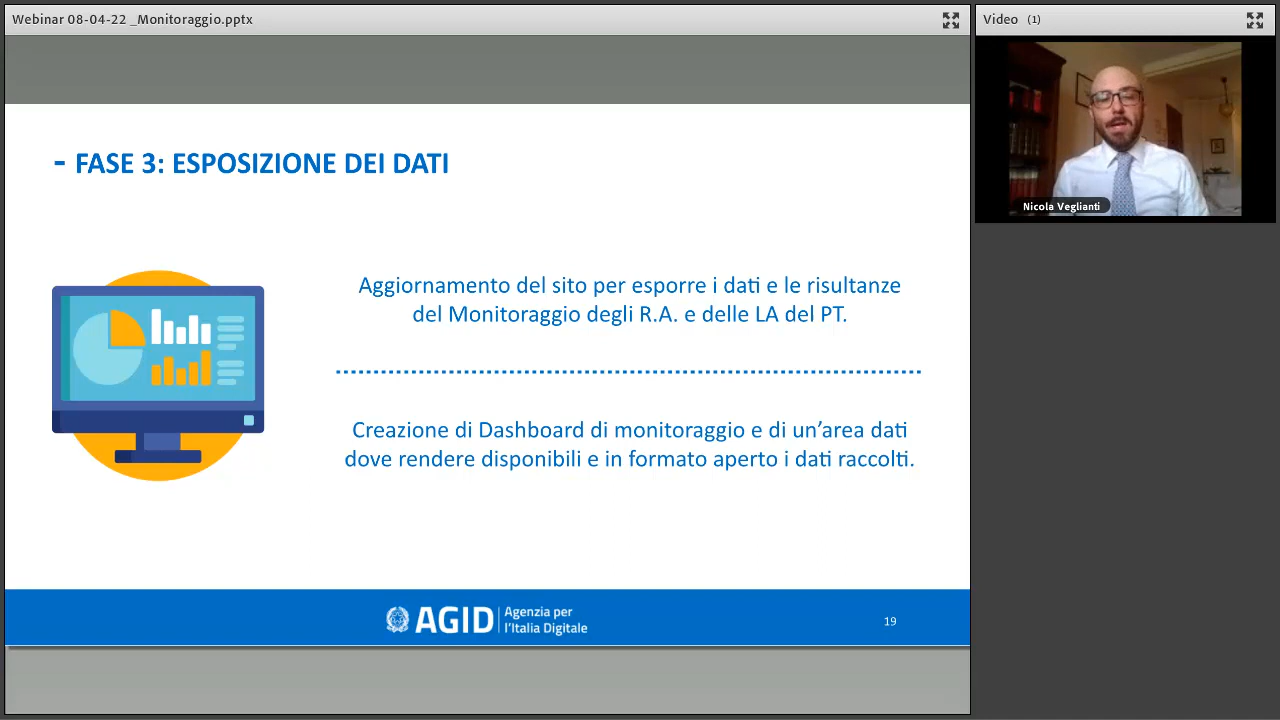 Webinar 08-04-22 _Monitoraggio.pptx
Video (1)
Nicola Veglianti
- FASE 3: ESPOSIZIONE DEI DATI
Aggiornamento del sito per esporre i dati e le risultanze
del Monitoraggio degli R.A. e delle LA del PT.
Creazione di Dashboard di monitoraggio e di un’area dati
dove rendere disponibili e in formato aperto i dati raccolti.
AGID
Agenzia per
l'Italia Digitale
19